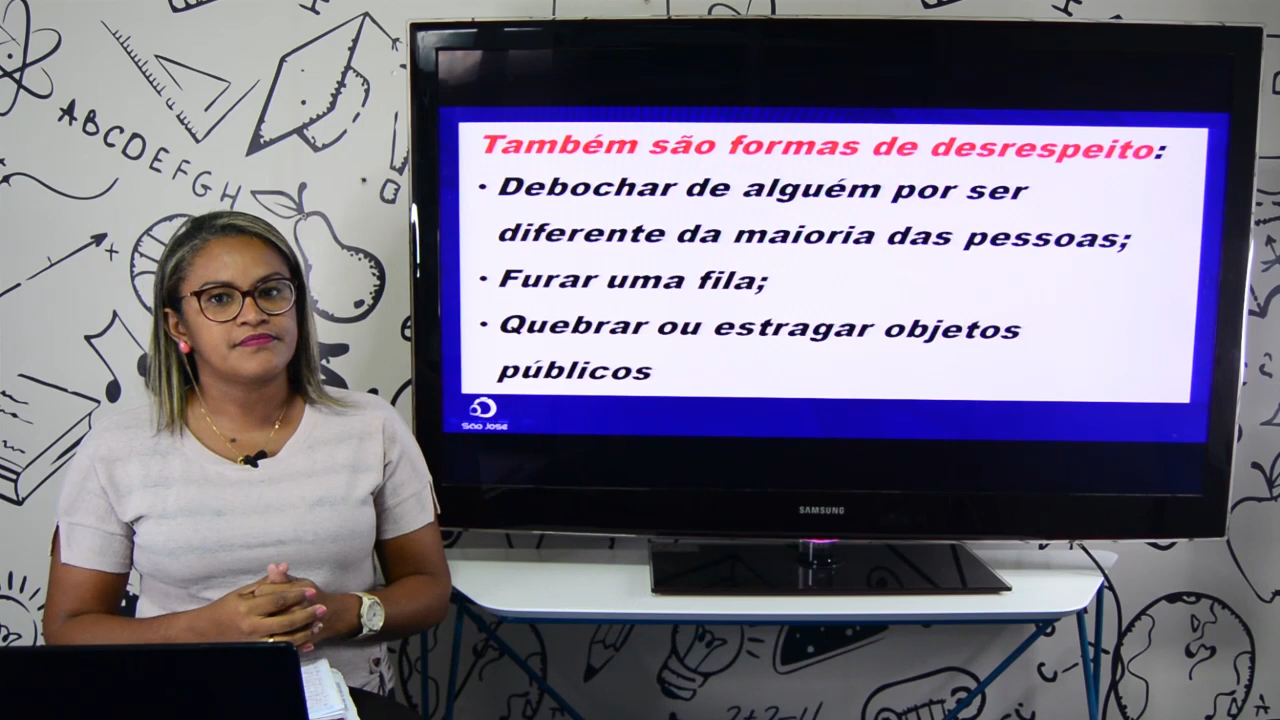 ABCDEFGH
Também são formas de desrespeito:
• Debochar de alguém por ser
diferente da maioria das pessoas;
• Furar uma fila;
• Quebrar ou estragar objetos
públicos
São Jose
SAMSUNG